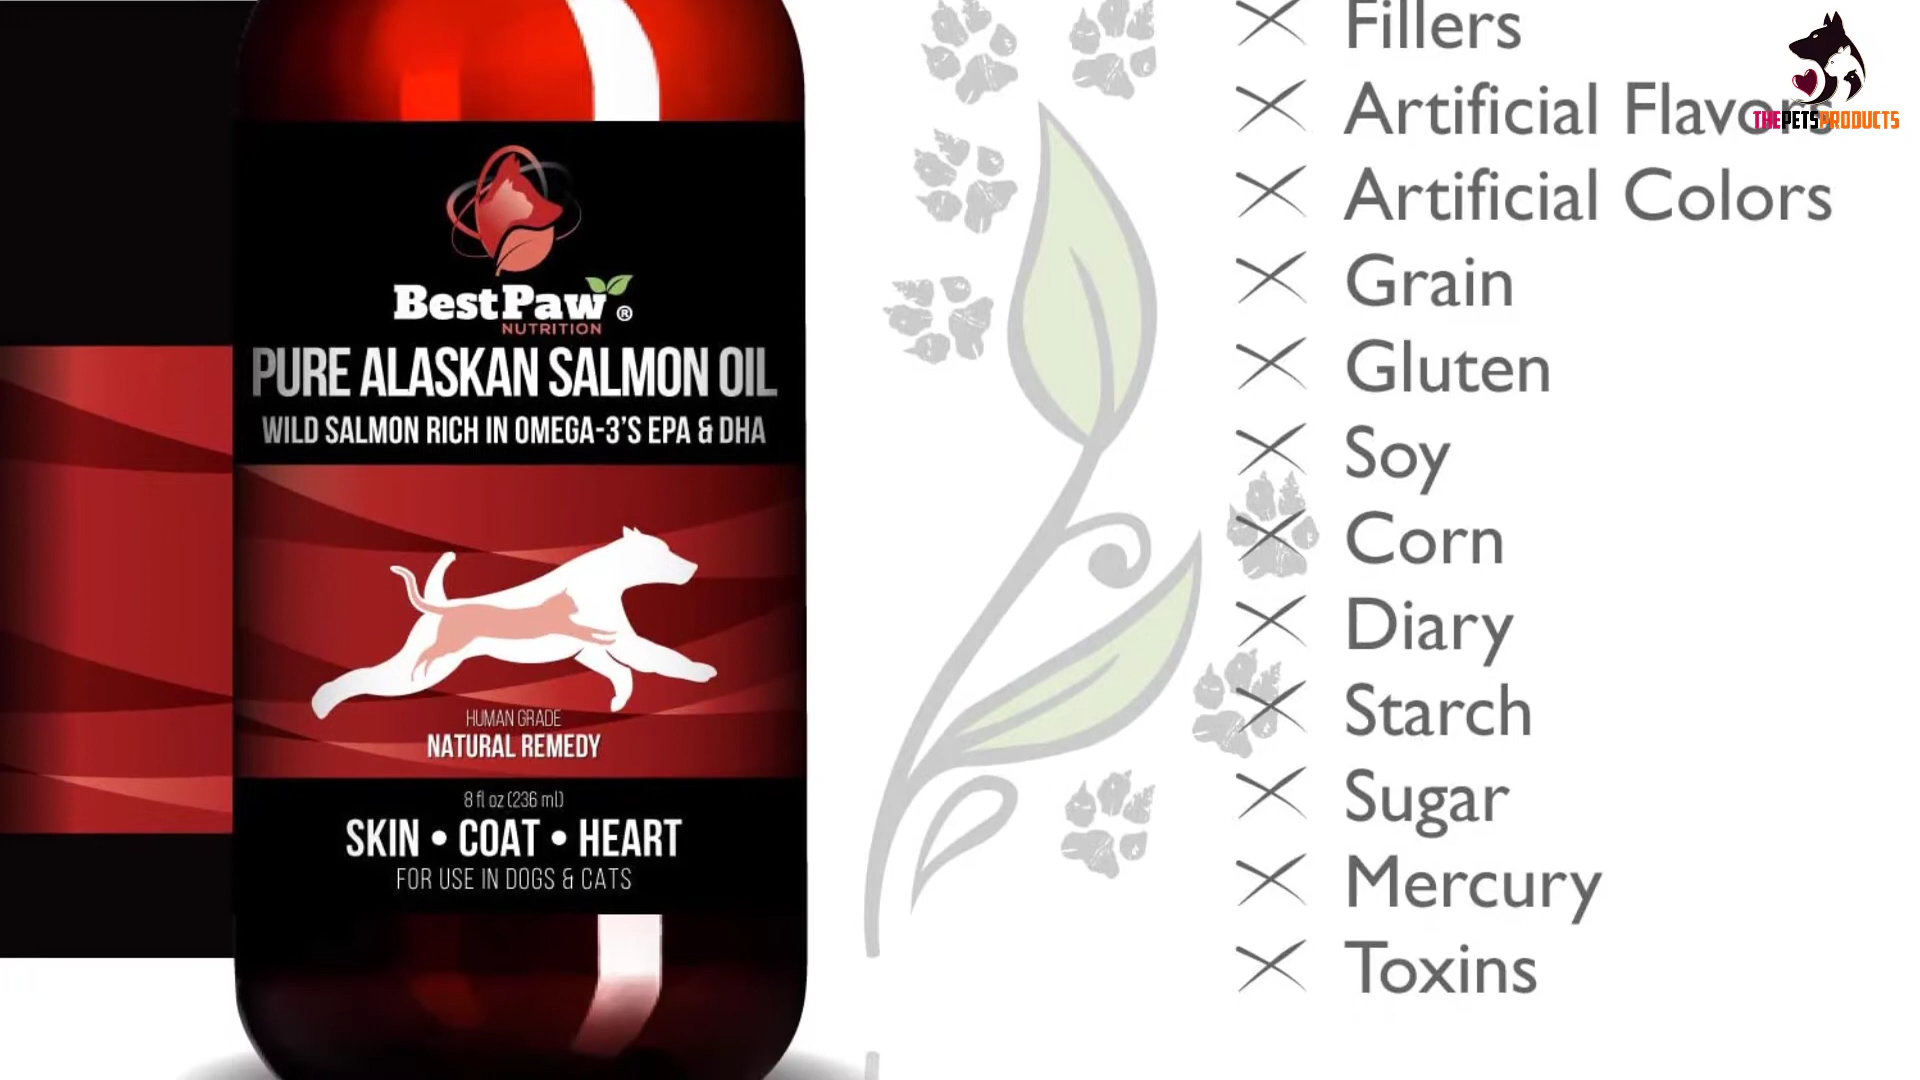 BestPaw®
NUTRITION
PURE ALASKAN SALMON OIL
WILD SALMON RICH IN OMEGA-3'S EPA & DHA
HUMAN GRADE
NATURAL REMEDY
8 fl oz (236 ml)
SKIN • COAT • HEART
FOR USE IN DOGS & CATS
Fillers
Artificial Flavors
Artificial Colors
Grain
Gluten
Soy
Corn
Diary
Starch
Sugar
Mercury
Toxins
THEPETSPRODUCTS